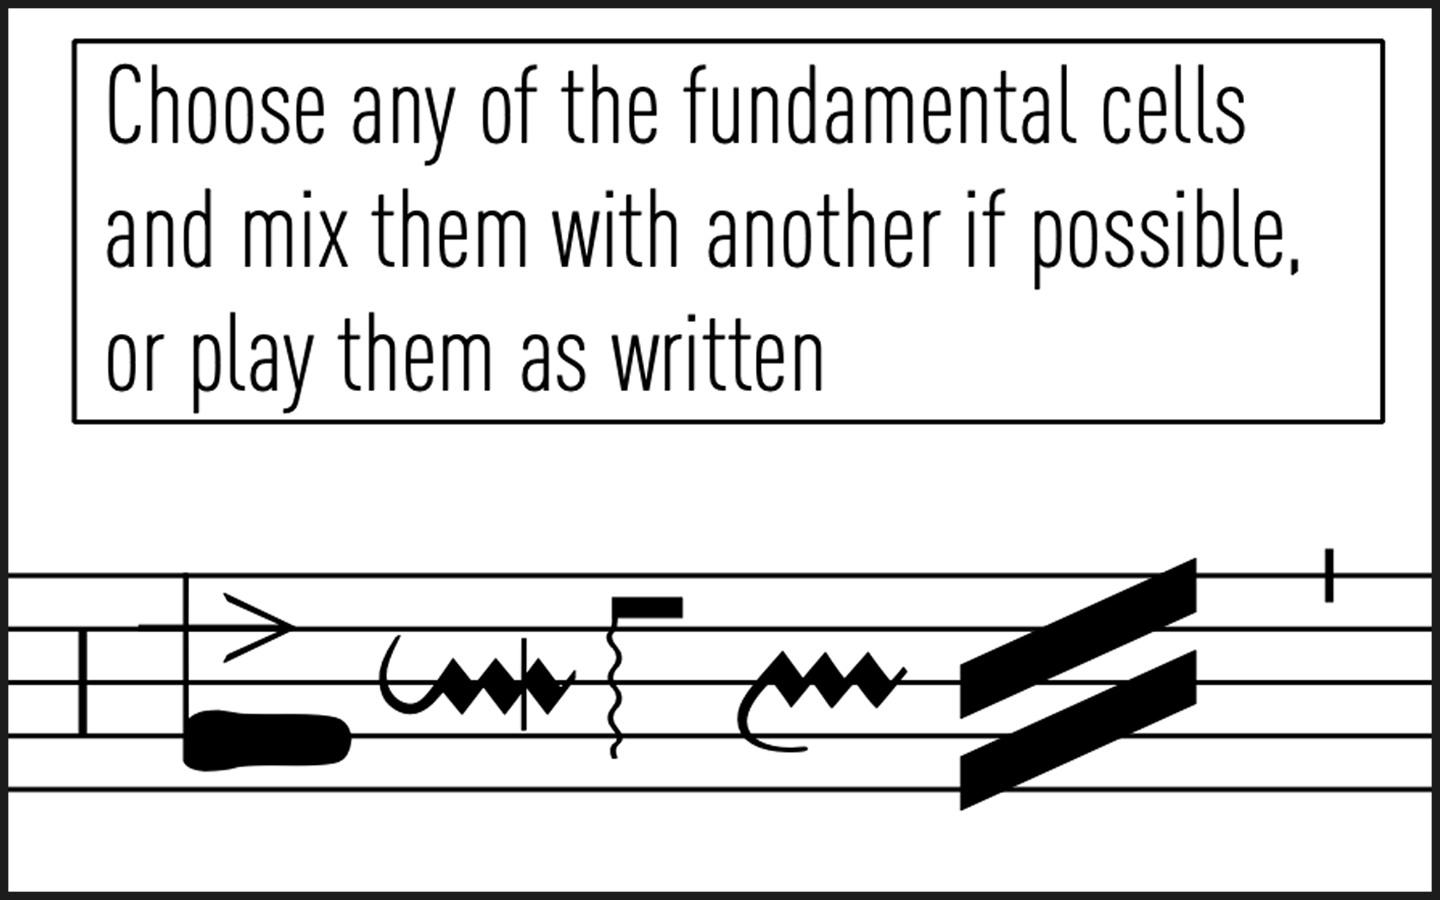 Choose any of the fundamental cells
and mix them with another if possible,
or play them as written